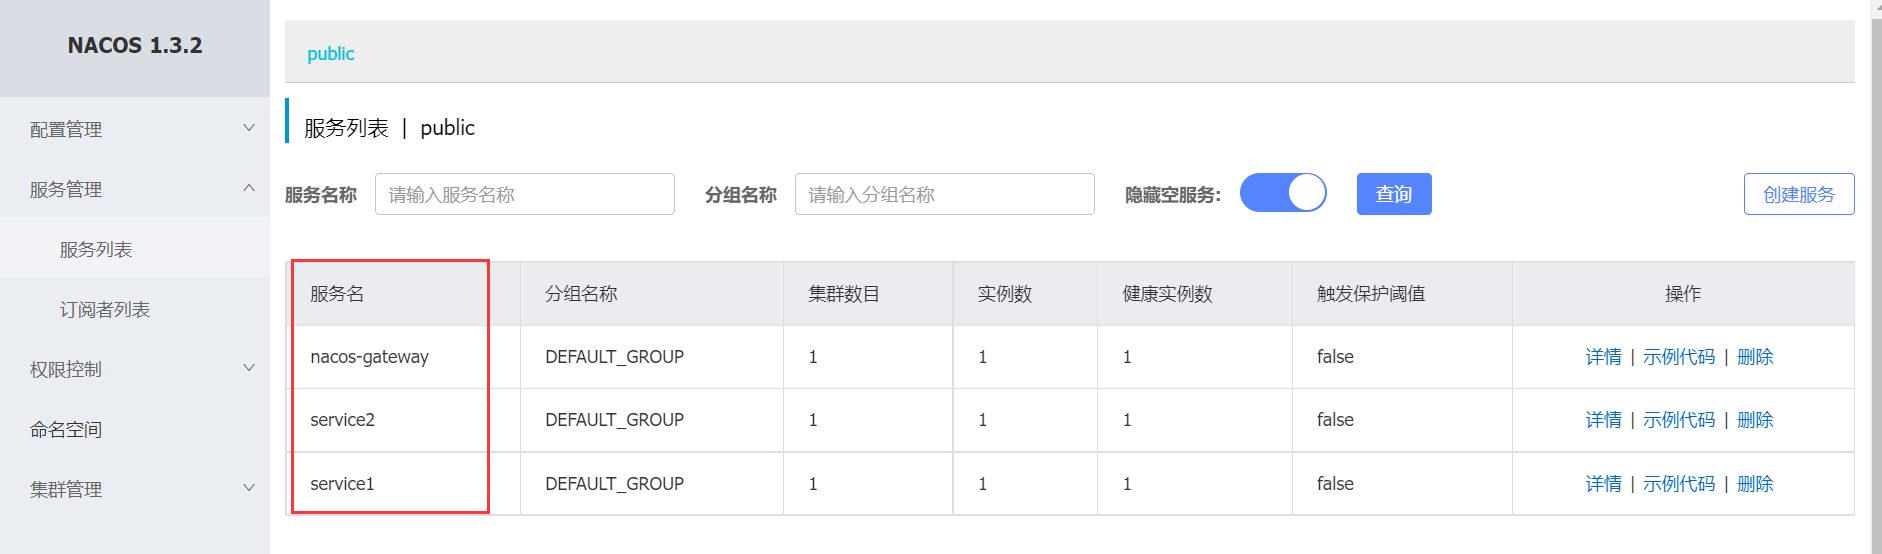 NACOS 1.3.2
配置管理
服务管理
服务列表
订阅者列表
权限控制
命名空间
集群管理
public
服务列表 | public
服务名称 请输入服务名称 分组名称 请输入分组名称 隐藏空服务: 查询 创建服务
服务名 分组名称 集群数目 实例数 健康实例数 触发保护阈值 操作
nacos-gateway DEFAULT_GROUP 1 1 1 false 详情 | 示例代码 | 删除
service2 DEFAULT_GROUP 1 1 1 false 详情 | 示例代码 | 删除
service1 DEFAULT_GROUP 1 1 1 false 详情 | 示例代码 | 删除